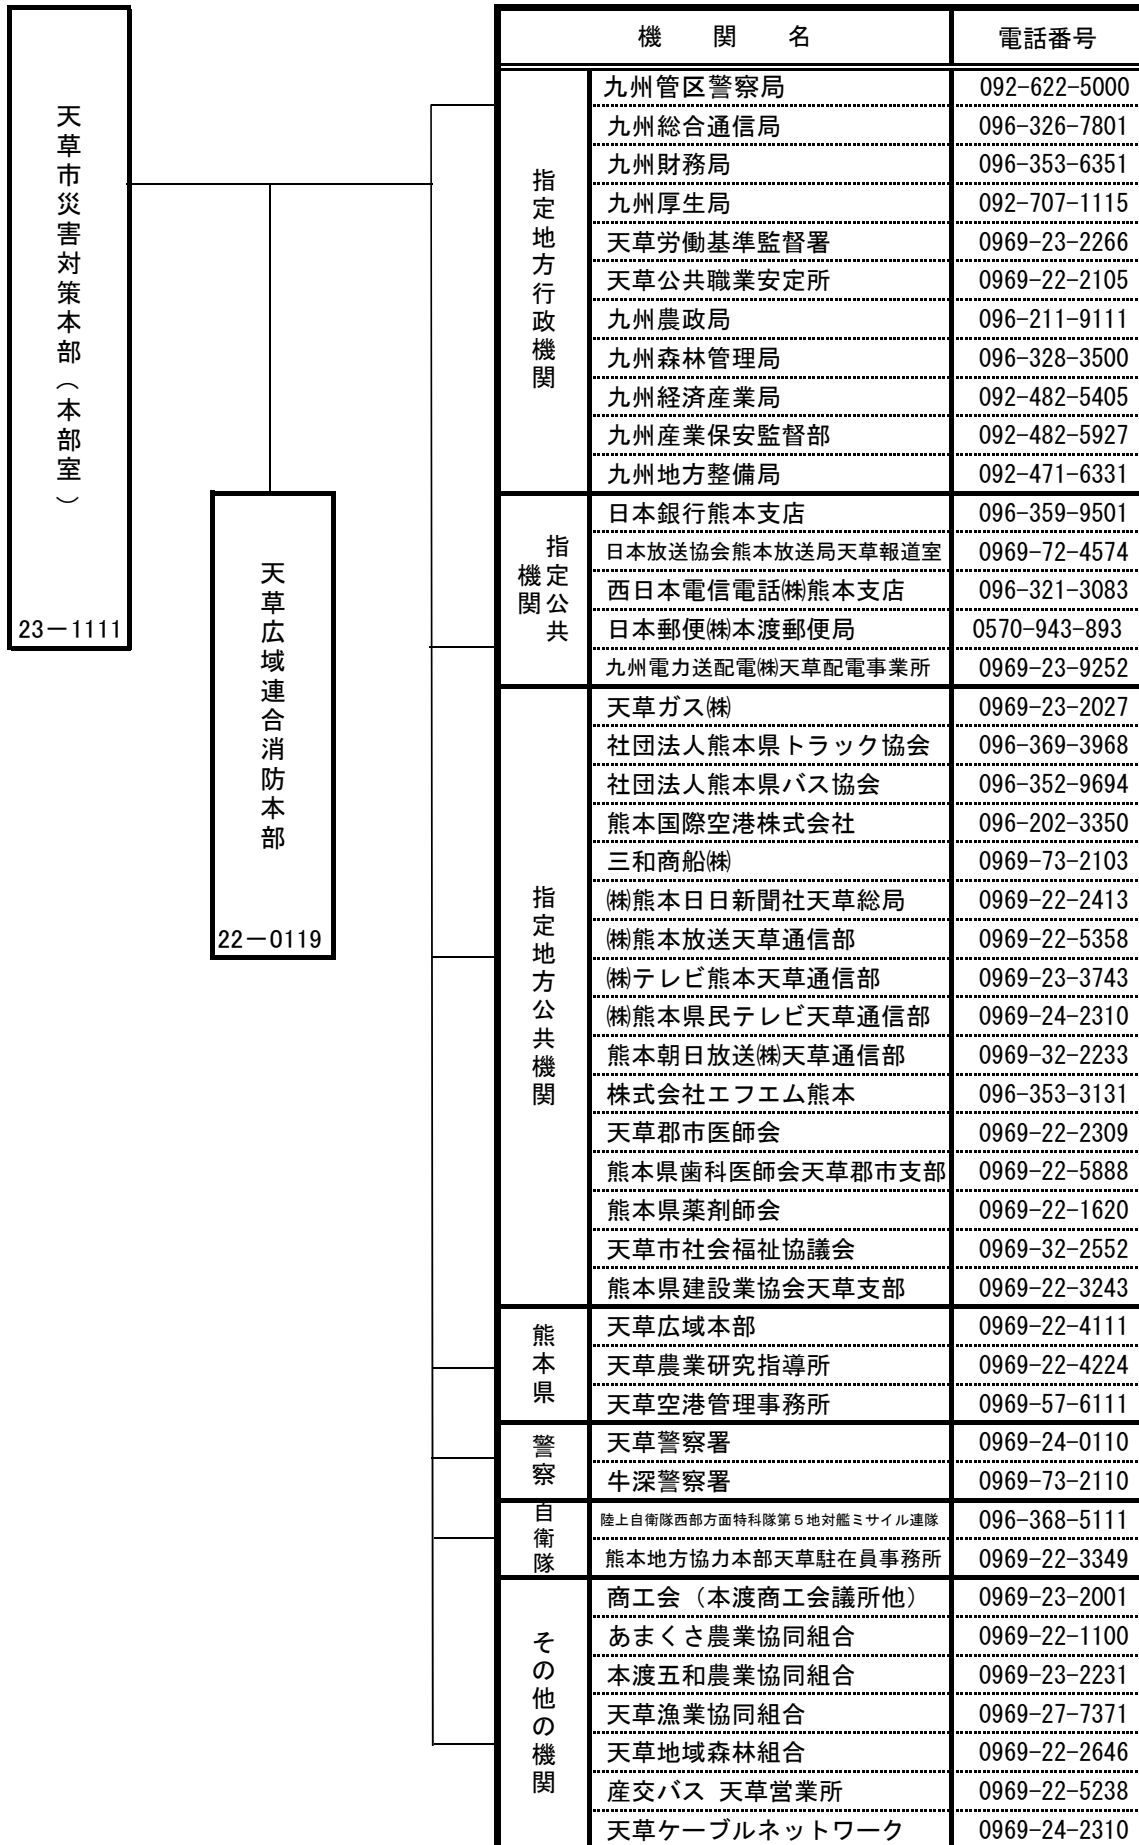 天草市災害対策本部（本部室）
23－1111
天草広域連合消防本部
22－0119
機　関　名　電話番号
指定地方行政機関
九州管区警察局 092-622-5000
九州総合通信局 096-326-7801
九州財務局 096-353-6351
九州厚生局 092-707-1115
天草労働基準監督署 0969-23-2266
天草公共職業安定所 0969-22-2105
九州農政局 096-211-9111
九州森林管理局 096-328-3500
九州経済産業局 092-482-5405
九州産業保安監督部 092-482-5927
九州地方整備局 092-471-6331
指定公共
機関
日本銀行熊本支店 096-359-9501
日本放送協会熊本放送局天草報道室 0969-72-4574
西日本電信電話㈱熊本支店 096-321-3083
日本郵便㈱本渡郵便局 0570-943-893
九州電力送配電㈱天草配電事業所 0969-23-9252
指定地方公共機関
天草ガス㈱ 0969-23-2027
社団法人熊本県トラック協会 096-369-3968
社団法人熊本県バス協会 096-352-9694
熊本国際空港株式会社 096-202-3350
三和商船㈱ 0969-73-2103
㈱熊本日日新聞社天草総局 0969-22-2413
㈱熊本放送天草通信部 0969-22-5358
㈱テレビ熊本天草通信部 0969-23-3743
㈱熊本県民テレビ天草通信部 0969-24-2310
熊本朝日放送㈱天草通信部 0969-32-2233
株式会社エフエム熊本 096-353-3131
天草郡市医師会 0969-22-2309
熊本県歯科医師会天草郡市支部 0969-22-5888
熊本県薬剤師会 0969-22-1620
天草市社会福祉協議会 0969-32-2552
熊本県建設業協会天草支部 0969-22-3243
熊本県
天草広域本部 0969-22-4111
天草農業研究指導所 0969-22-4224
天草空港管理事務所 0969-57-6111
警察
天草警察署 0969-24-0110
牛深警察署 0969-73-2110
自衛隊
陸上自衛隊西部方面特科隊第５地対艦ミサイル連隊 096-368-5111
熊本地方協力本部天草駐在員事務所 0969-22-3349
その他の機関
商工会（本渡商工会議所他） 0969-23-2001
あまくさ農業協同組合 0969-22-1100
本渡五和農業協同組合 0969-23-2231
天草漁業協同組合 0969-27-7371
天草地域森林組合 0969-22-2646
産交バス 天草営業所 0969-22-5238
天草ケーブルネットワーク 0969-24-2310